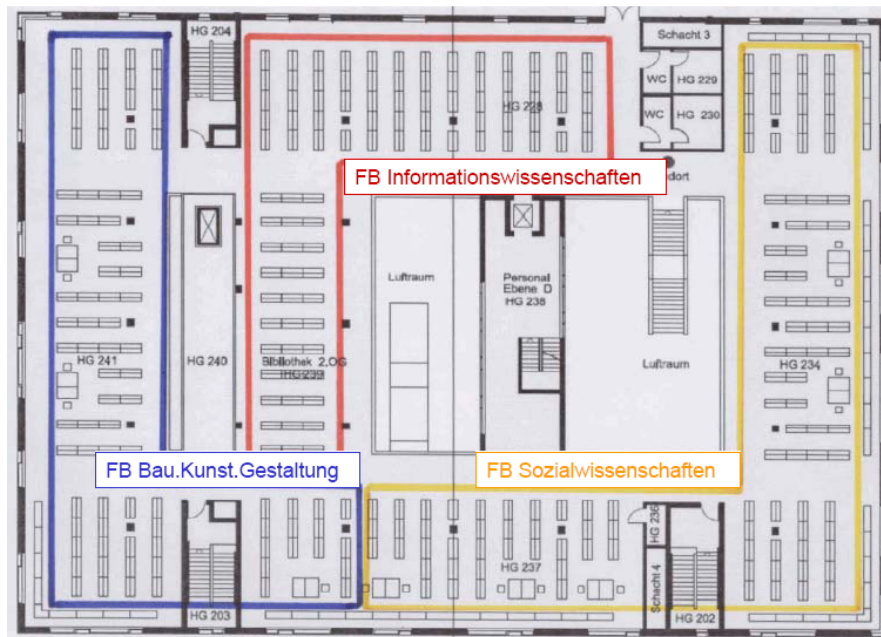 HG 204
Schacht 3
WC
HG 229
HG 228
WC
HG 230
FB Informationswissenschaften
ndort
Luftraum
Personal
Ebene D
HG 238
HG 241
HG 240
Bibliothek 2.OG
HG 239
Luftraum
HG 234
FB Bau.Kunst.Gestaltung
FB Sozialwissenschaften
HG 236
HG 237
Schacht 4
HG 203
HG 202